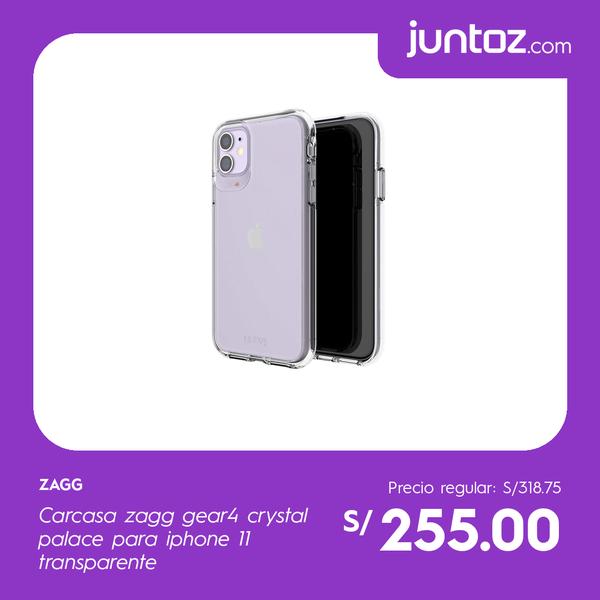 juntoz.com
ZAGG
Carcasa zagg gear4 crystal
palace para iphone 11
transparente
Precio regular: S/318.75
S/255.00